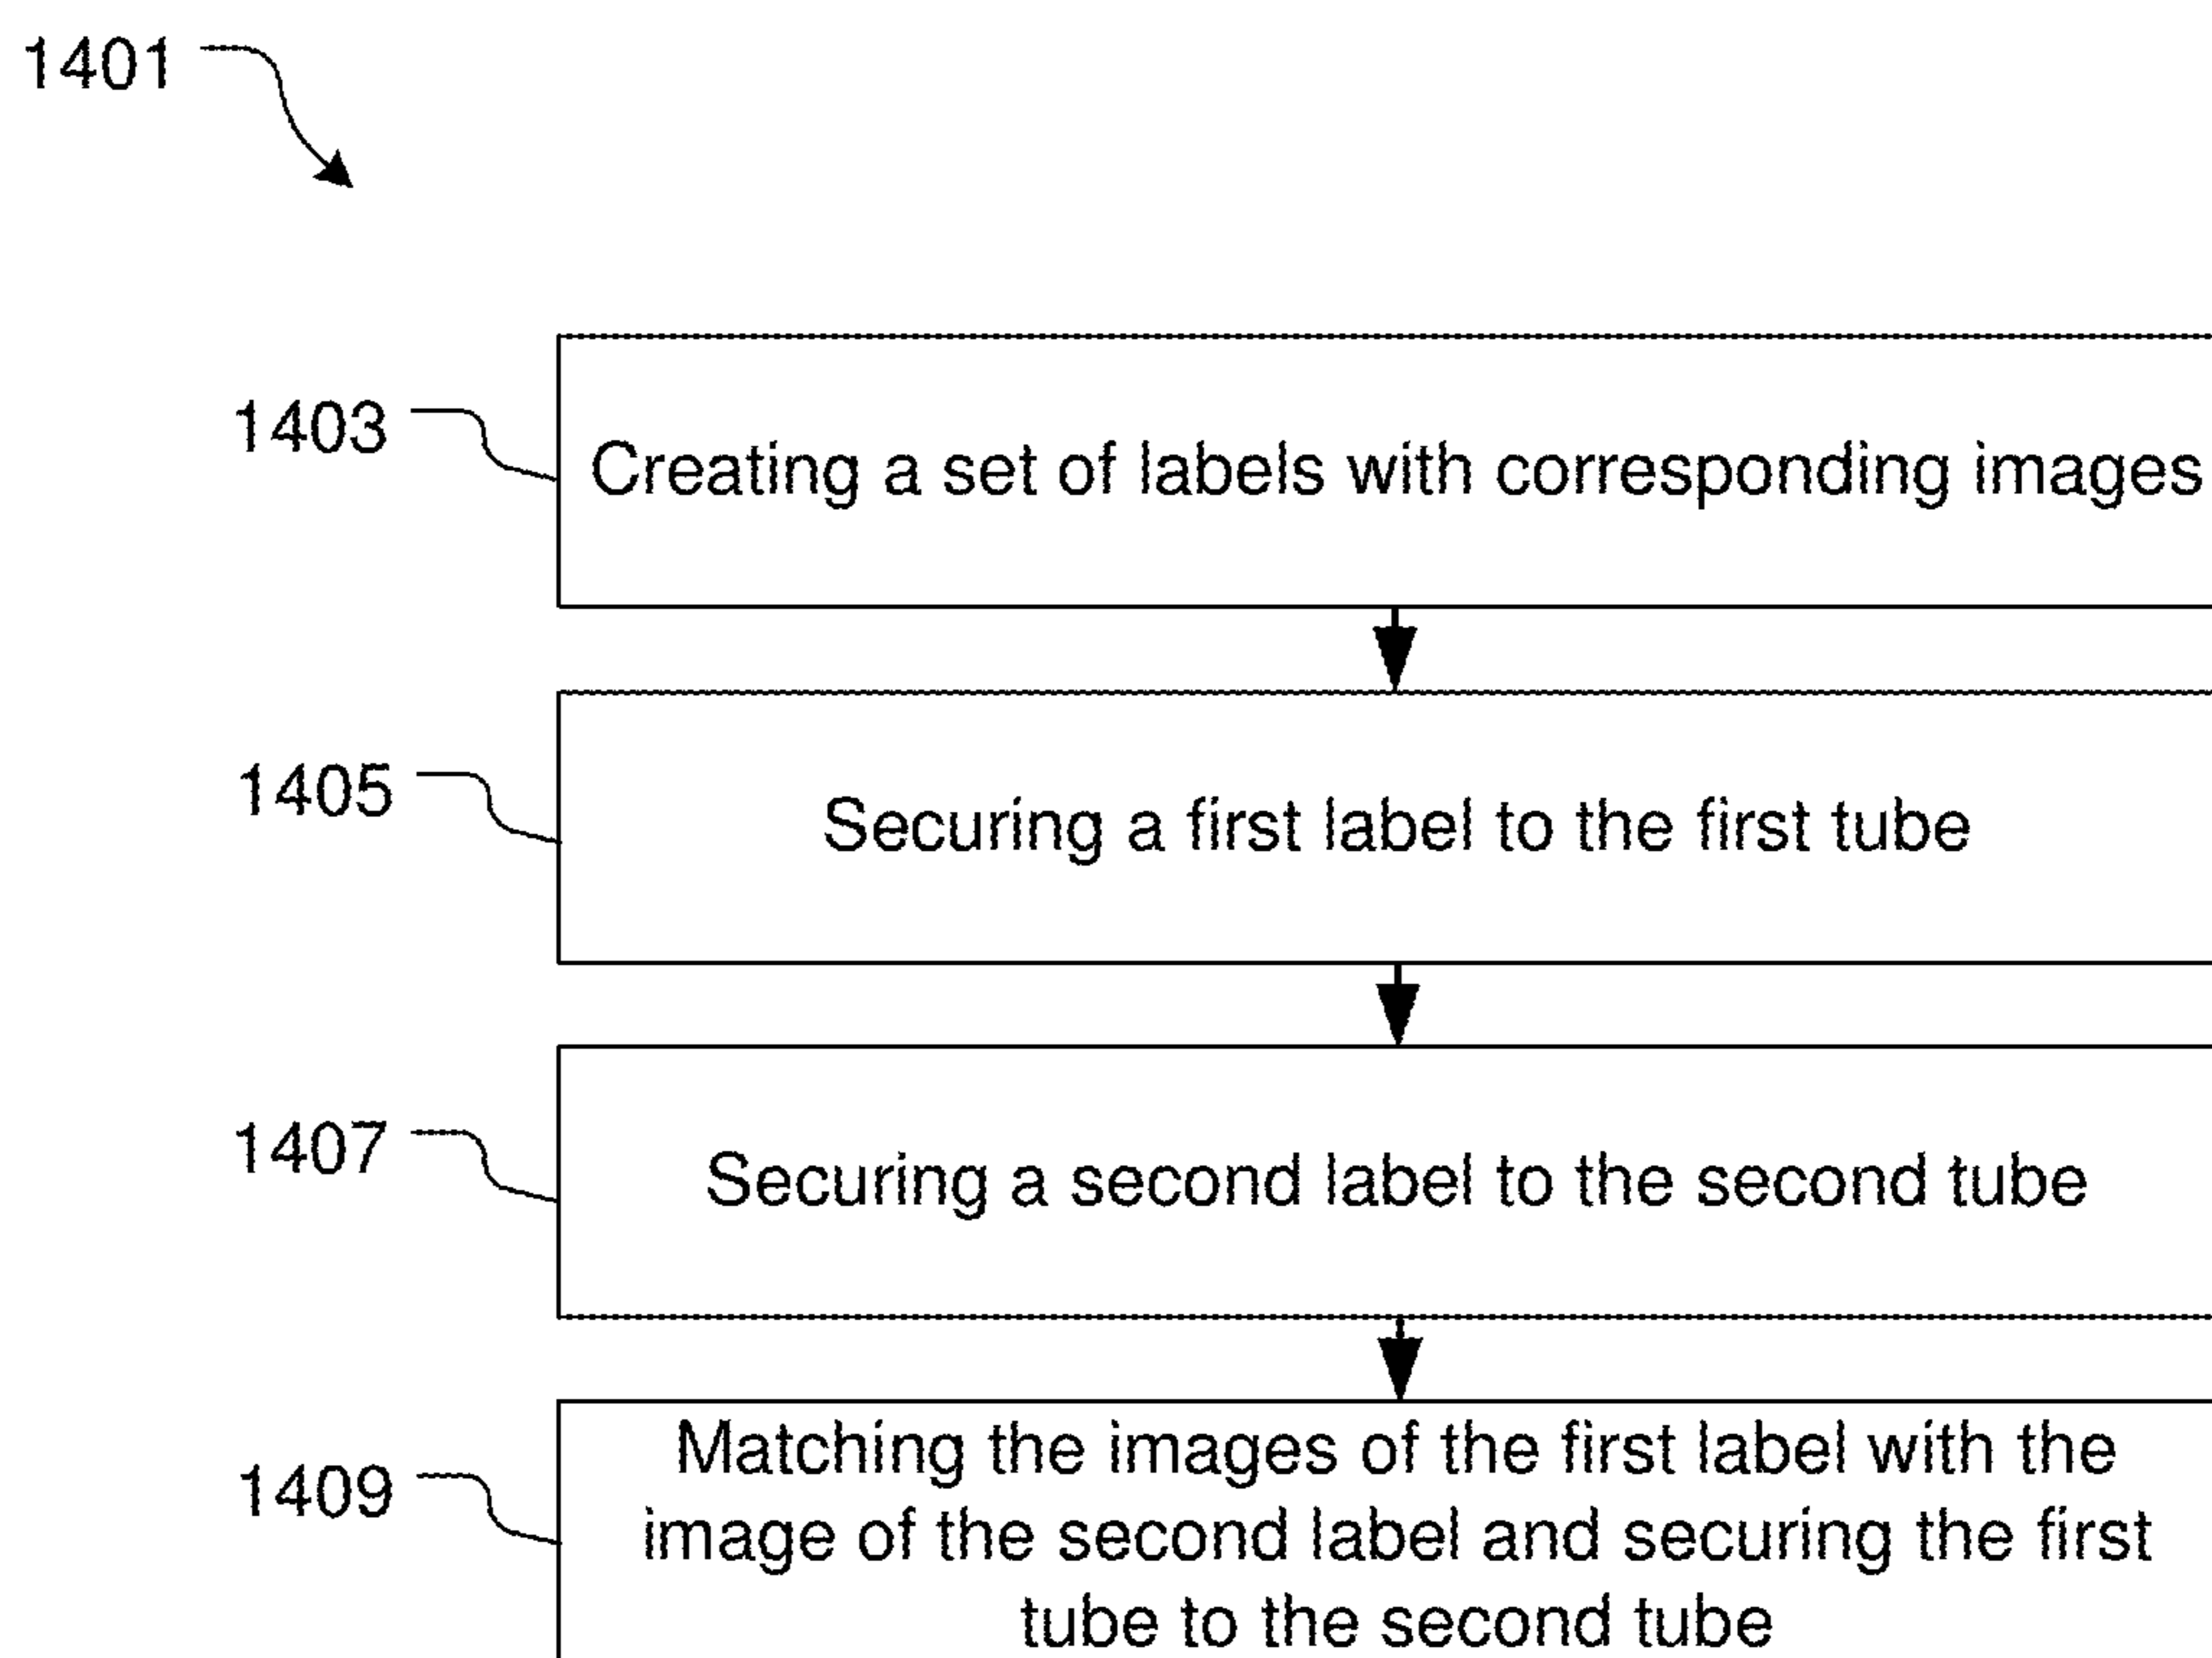 1401
1403
Creating a set of labels with corresponding images
1405
Securing a first label to the first tube
1407
Securing a second label to the second tube
1409
Matching the images of the first label with the
image of the second label and securing the first
tube to the second tube